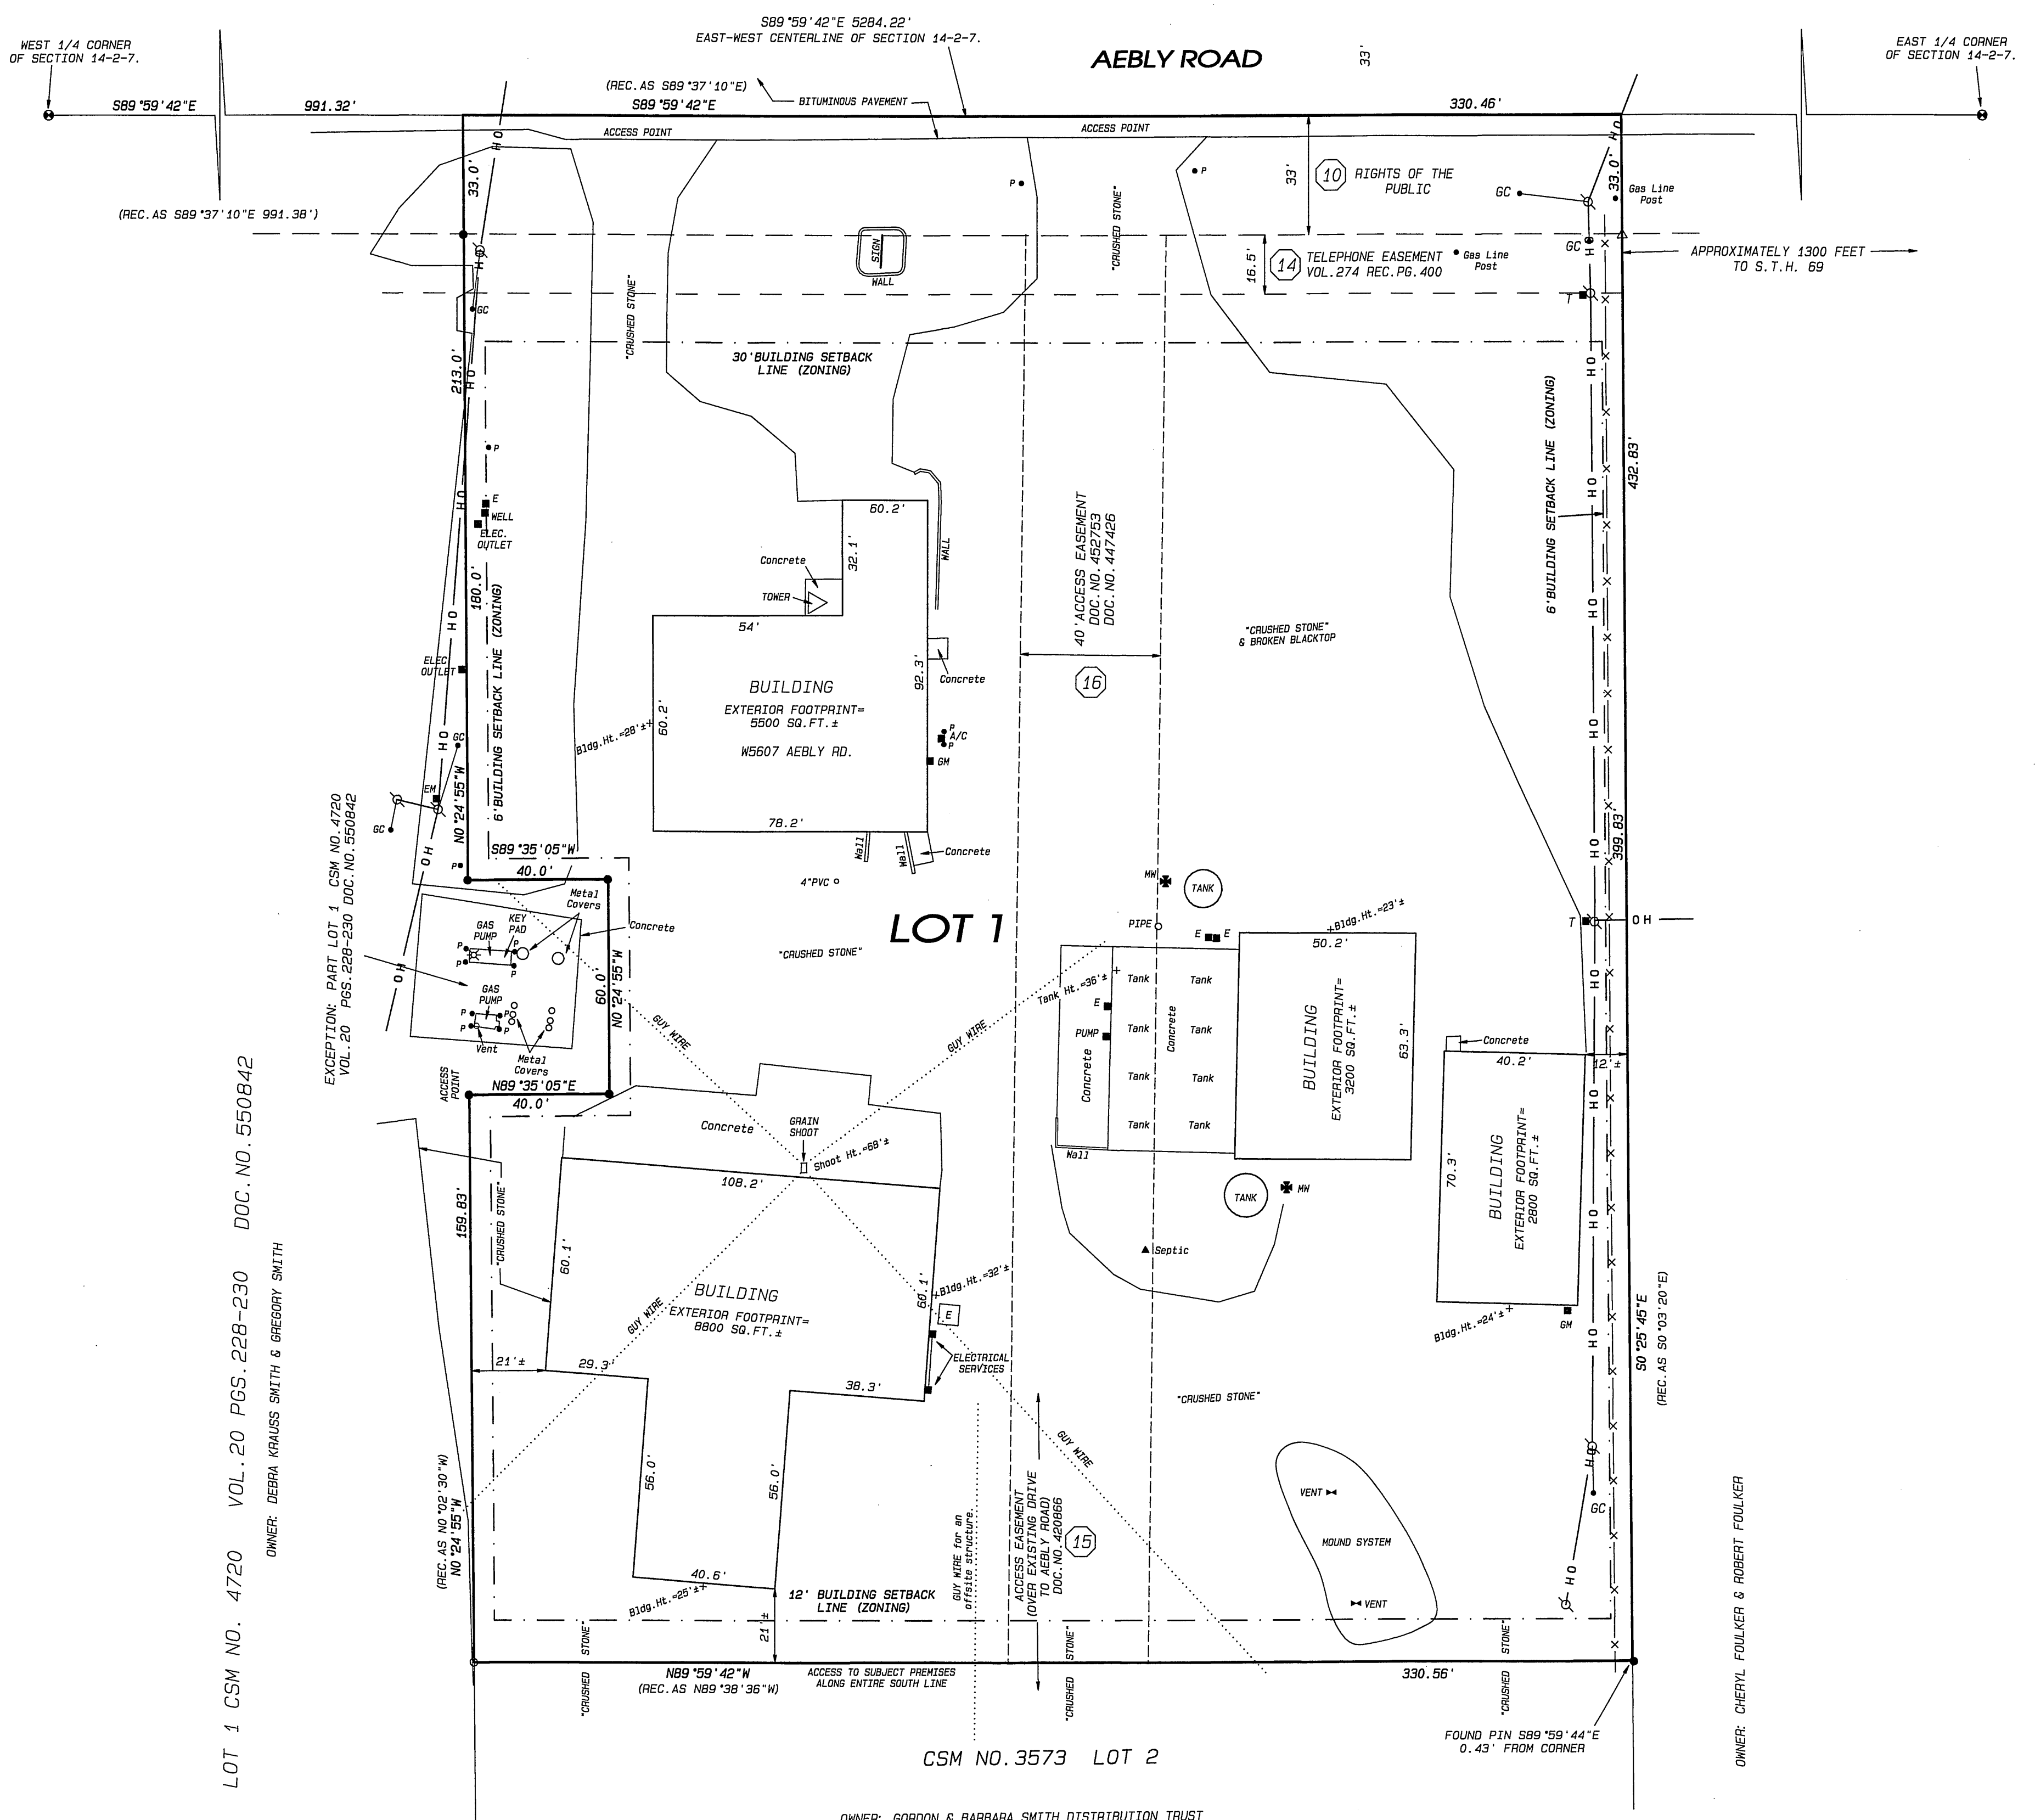 S89°59'42"E 5284.22'
EAST-WEST CENTERLINE OF SECTION 14-2-7.
AEBLY ROAD
33'
WEST 1/4 CORNER
OF SECTION 14-2-7.
EAST 1/4 CORNER
OF SECTION 14-2-7.
S89°59'42"E
991.32'
(REC.AS S89°37'10"E)
S89°59'42"E
BITUMINOUS PAVEMENT
330.46'
ACCESS POINT
ACCESS POINT
(REC.AS S89°37'10"E 991.38')
33.0'
OH
P
P
"CRUSHED STONE"
33'
10
RIGHTS OF THE
PUBLIC
GC
OH
33.0'
Gas Line
Post
SIGN
WALL
16.5'
14
TELEPHONE EASEMENT
VOL.274 REC.PG.400
Gas Line
Post
GC
OH
T
APPROXIMATELY 1300 FEET
TO S.T.H. 69
OH
GC
"CRUSHED STONE"
30'BUILDING SETBACK
LINE (ZONING)
213.0'
OH
OH
P
6'BUILDING SETBACK LINE (ZONING)
432.83'
OH
OH
E
WELL
ELEC.
OUTLET
60.2'
32.1'
WALL
Concrete
TOWER
54'
40'ACCESS EASEMENT
DOC.NO.452753
DOC.NO.447426
16
"CRUSHED STONE"
& BROKEN BLACKTOP
180.0'
6'BUILDING SETBACK LINE (ZONING)
OH
OH
ELEC.
OUTLET
BUILDING
EXTERIOR FOOTPRINT=
5500 SQ.FT.±
W5607 AEBLY RD.
60.2'
92.3'
78.2'
Concrete
Bldg.Ht.=28'±
P
A/C
P
GM
OH
OH
GC
EM
GC
P
N0°24'55"W
S89°35'05"W
40.0'
Wall
Wall
Concrete
4"PVC
MW
TANK
399.83'
OH
EXCEPTION: PART LOT 1 CSM NO.4720
VOL.20 PGS.228-230 DOC.NO.550842
OH
OH
Metal
Covers
KEY
PAD
GAS
PUMP
Concrete
P
P
P
P
GAS
PUMP
P
P
P
P
Vent
Metal
Covers
60.0'
N0°24'55"W
LOT 1
"CRUSHED STONE"
PIPE
E
E
Bldg.Ht.=23'±
50.2'
T
OH
Tank Ht.=36'±
Tank
Tank
Tank
Tank
Tank
Tank
Tank
Tank
Concrete
Concrete
E
PUMP
Wall
BUILDING
EXTERIOR FOOTPRINT=
3200 SQ.FT.±
63.3'
GUY WIRE
GUY WIRE
OH
Concrete
40.2'
12'±
ACCESS
POINT
N89°35'05"E
40.0'
GRAIN
SHOOT
Concrete
Shoot Ht.=68'±
OH
BUILDING
EXTERIOR FOOTPRINT=
2800 SQ.FT.±
70.3'
TANK
MW
Septic
159.83'
"CRUSHED STONE"
108.2'
60.1'
60.1'
BUILDING
EXTERIOR FOOTPRINT=
8800 SQ.FT.±
Bldg.Ht.=32'±
E
ELECTRICAL
SERVICES
GUY WIRE
21'±
29.3'
38.3'
56.0'
56.0'
Bldg.Ht.=24'±
GM
OH
OH
S0°25'45"E
(REC.AS S0°03'20"E)
"CRUSHED STONE"
GUY WIRE
OH
GC
OH
(REC.AS N0°02'30"W)
N0°24'55"W
VENT
MOUND SYSTEM
VENT
GUY WIRE for an
offsite structure.
ACCESS EASEMENT
(OVER EXISTING DRIVE
TO AEBLY ROAD)
DOC.NO.420866
15
40.6'
Bldg.Ht.=25'±
12' BUILDING SETBACK
LINE (ZONING)
21'±
"CRUSHED STONE"
"CRUSHED STONE"
"CRUSHED STONE"
N89°59'42"W
(REC.AS N89°38'36"W)
ACCESS TO SUBJECT PREMISES
ALONG ENTIRE SOUTH LINE
330.56'
FOUND PIN S89°59'44"E
0.43' FROM CORNER
LOT 1 CSM NO. 4720 VOL.20 PGS.228-230 DOC.NO.550842
OWNER: DEBRA KRAUSS SMITH & GREGORY SMITH
OWNER: CHERYL FOULKER & ROBERT FOULKER
CSM NO.3573 LOT 2
OWNER: GORDON & BARBARA SMITH DISTRIBUTION TRUST